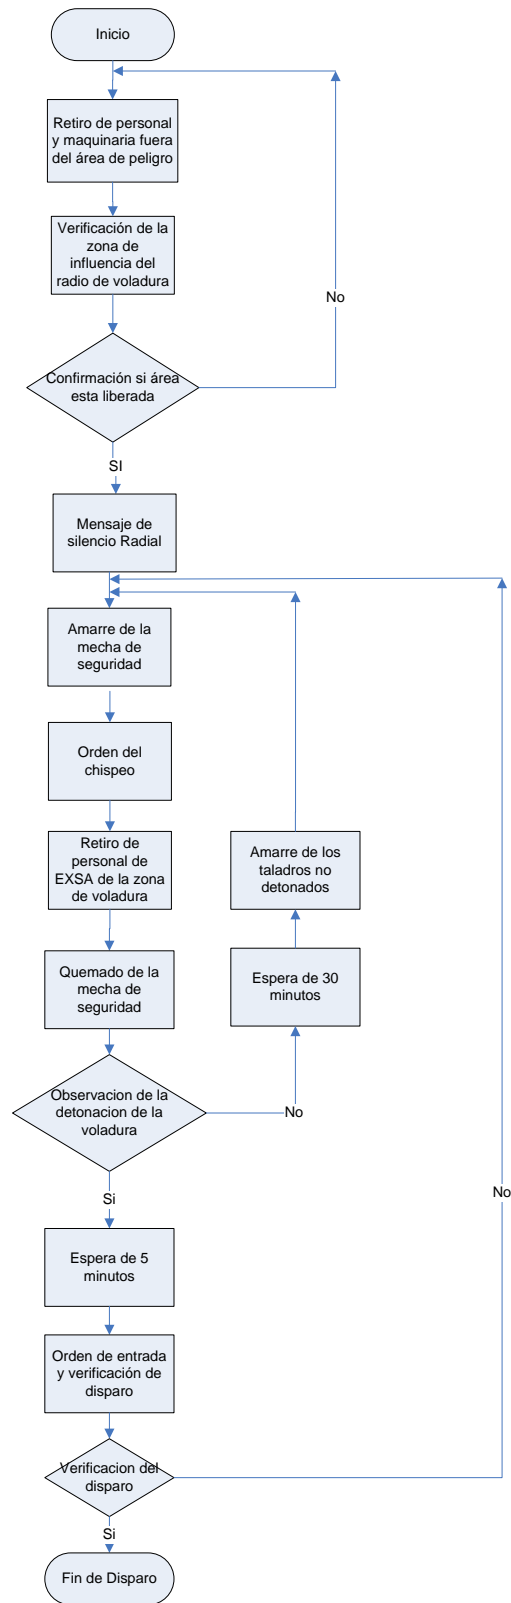 Inicio
Retiro de personal
y maquinaria fuera
del área de peligro
Verificación de la
zona de
influencia del
radio de voladura
No
Confirmación si área
esta liberada
SI
Mensaje de
silencio Radial
Amarre de la
mecha de
seguridad
Orden del
chispeo
Retiro de
personal de
EXSA de la zona
de voladura
Amarre de los
taladros no
detonados
Quemado de la
mecha de
seguridad
Espera de 30
minutos
Observacion de la
detonacion de la
voladura
No
Si
No
Espera de 5
minutos
Orden de entrada
y verificación de
disparo
Verificacion del
disparo
Si
Fin de Disparo